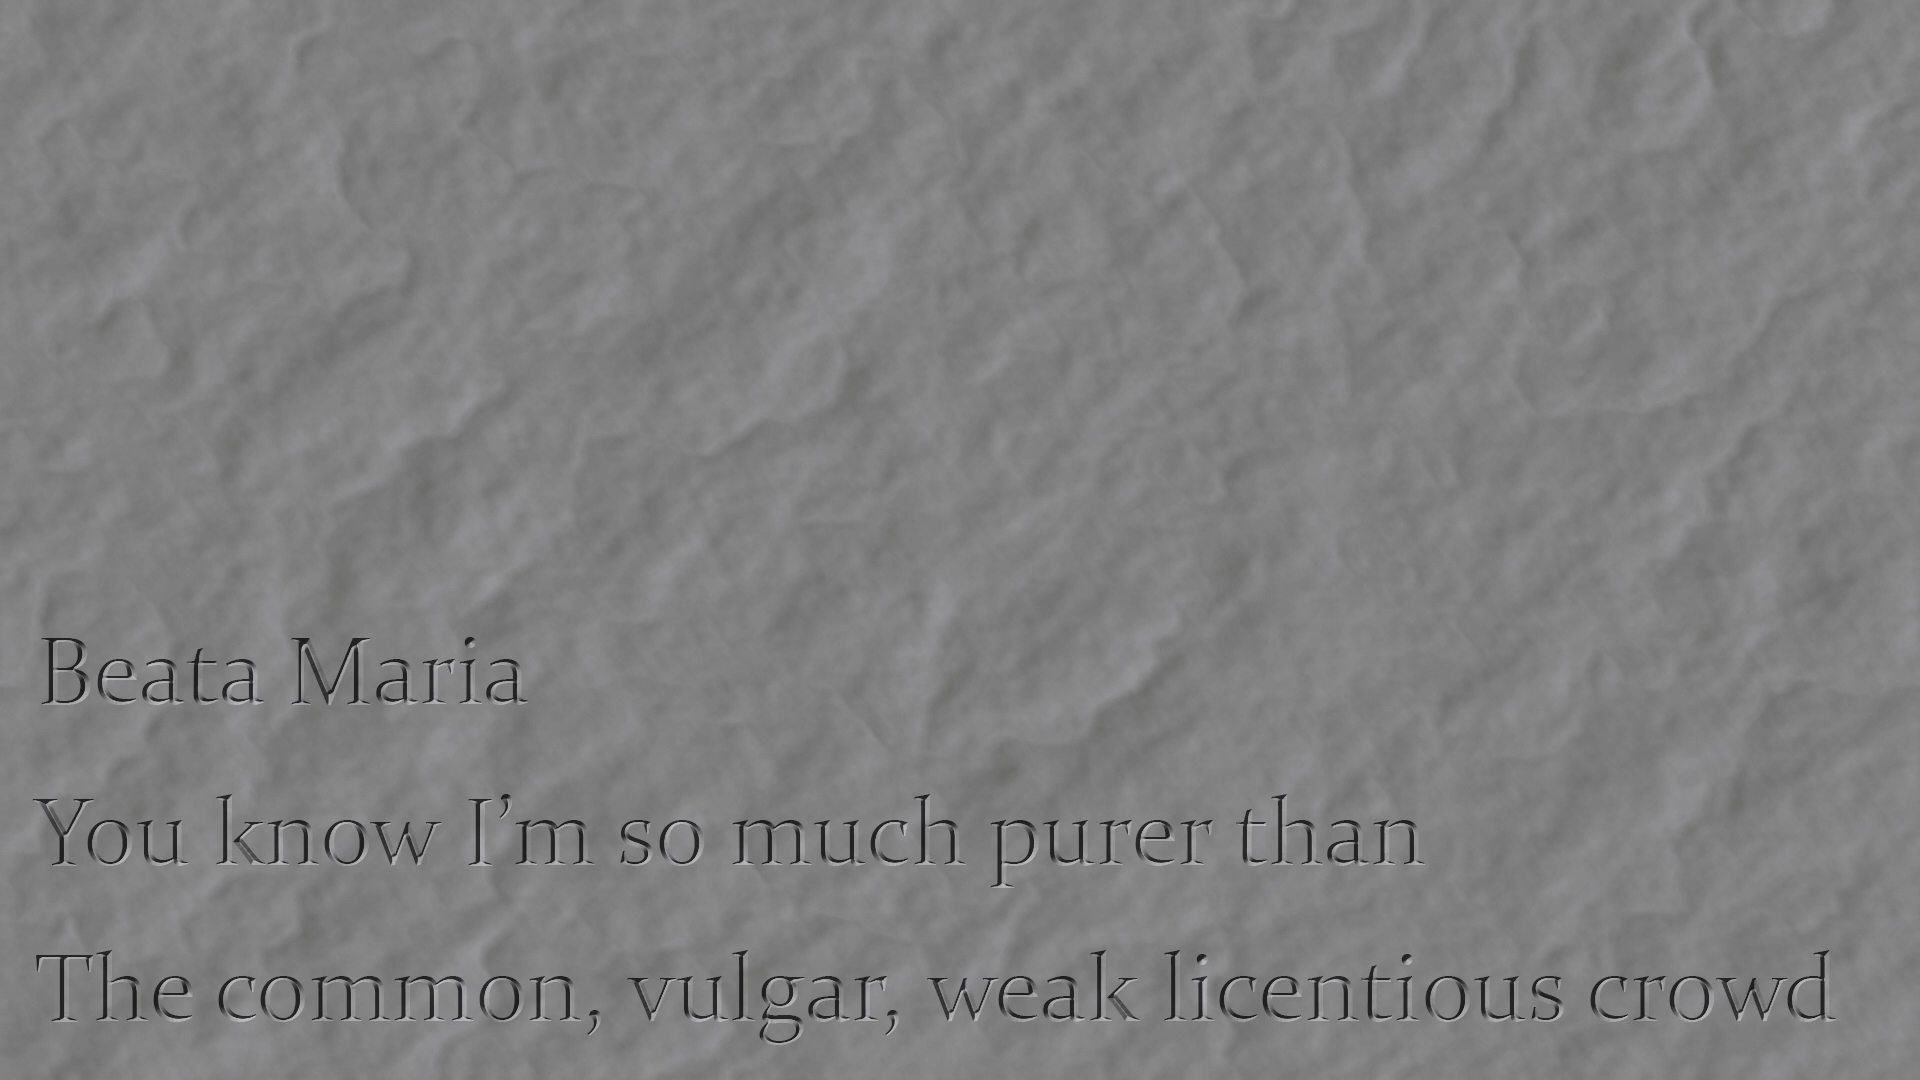 Beata Maria
You know I’m so much purer than
The common, vulgar, weak licentious crowd